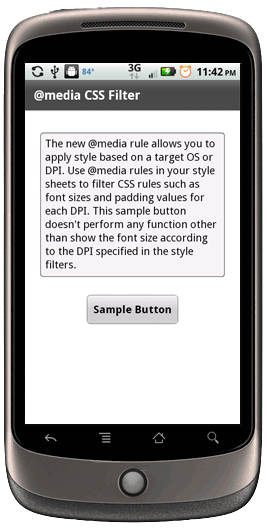 84°
3G
11:42 PM
@media CSS Filter
The new @media rule allows you to
apply style based on a target OS or
DPI. Use @media rules in your style
sheets to filter CSS rules such as
font sizes and padding values for
each DPI. This sample button
doesn't perform any function other
than show the font size according
to the DPI specified in the style
filters.
Sample Button